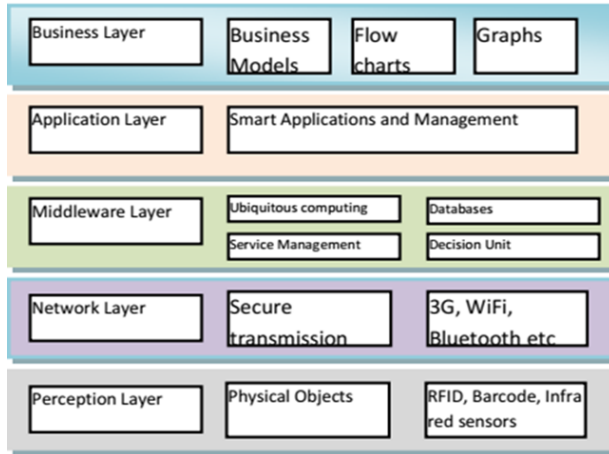 Business Layer
Business
Models
Flow
charts
Graphs
Application Layer
Smart Applications and Management
Middleware Layer
Ubiquitous computing
Databases
Service Management
Decision Unit
Network Layer
Secure
transmission
3G, WiFi,
Bluetooth etc
Perception Layer
Physical Objects
RFID, Barcode, Infra
red sensors